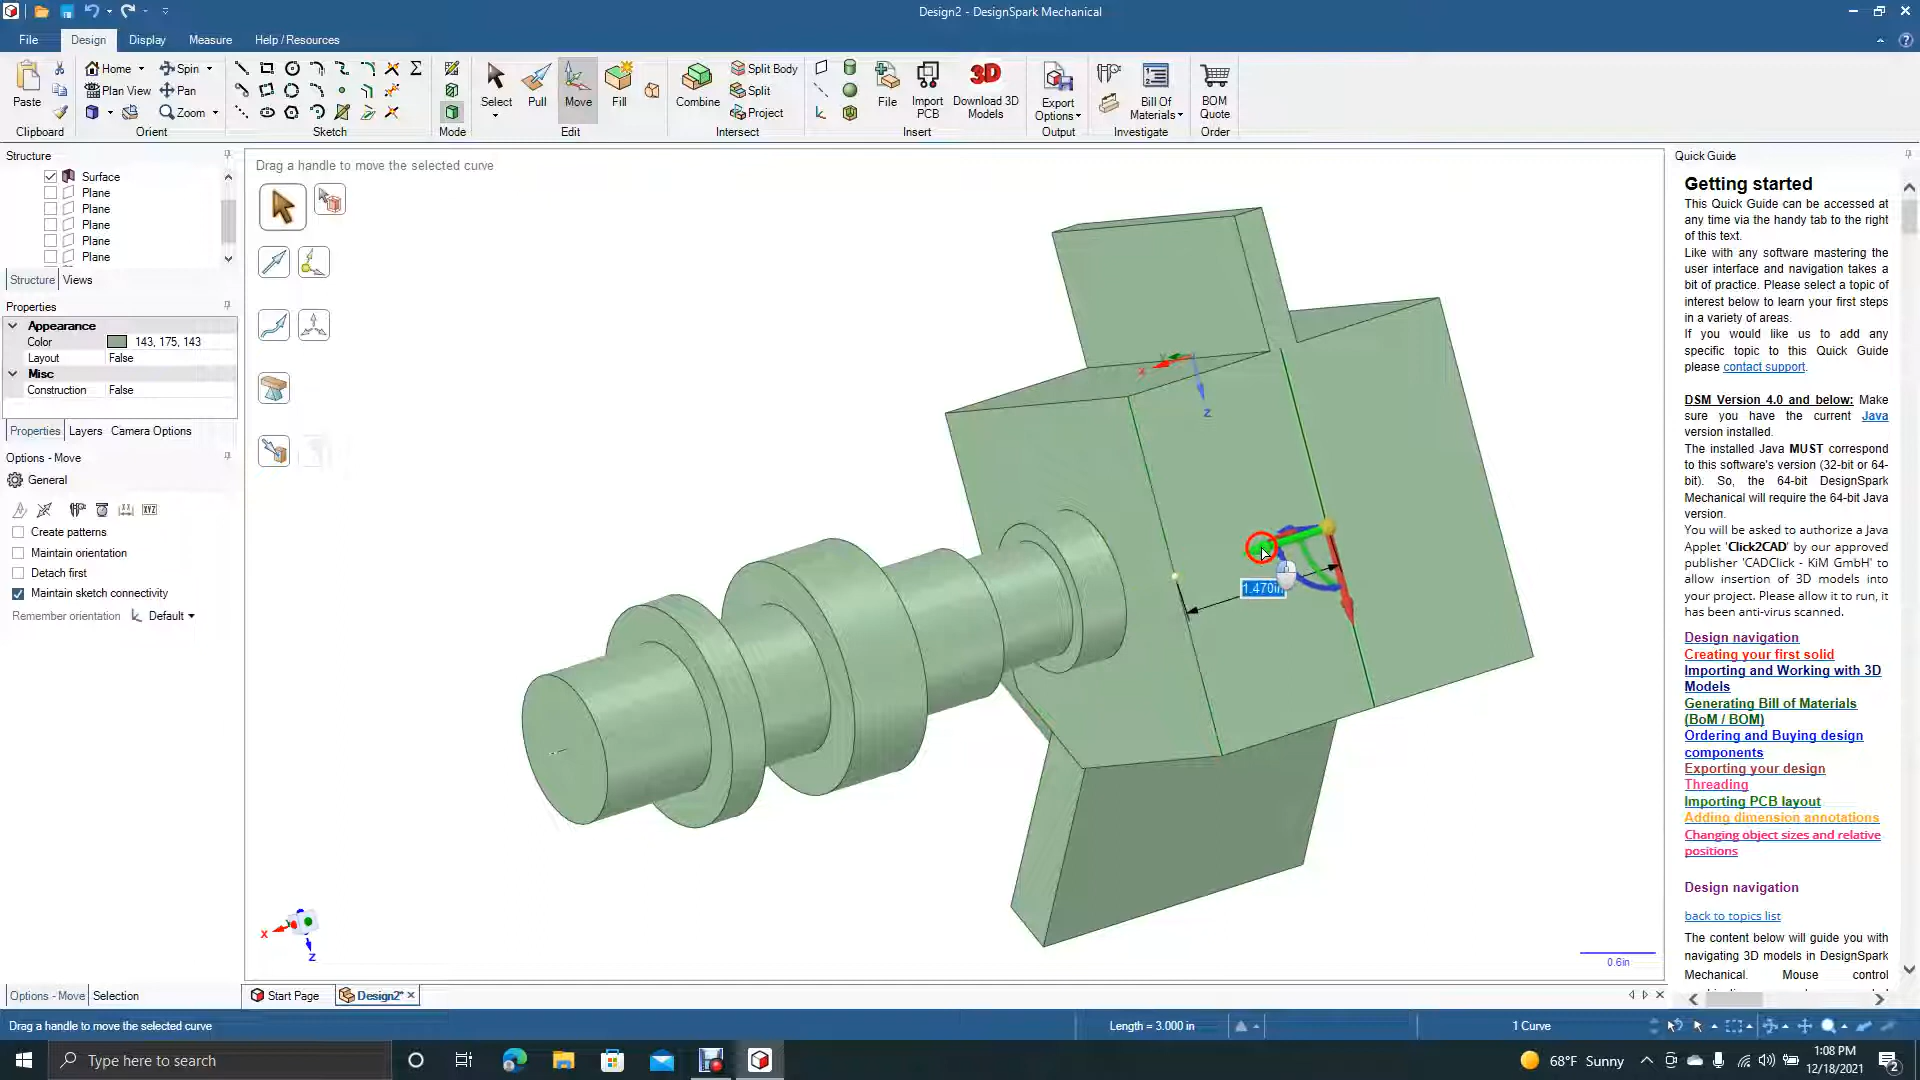 Design2 - DesignSpark Mechanical
File
Design
Display
Measure
Help / Resources
Paste
Home
Plan View
Spin
Pan
Zoom
Select
Pull
Move
Fill
Combine
Split Body
Split
Project
File
Import
PCB
Download 3D
Models
Export
Options
Bill Of
Materials
BOM
Quote
Clipboard
Orient
Sketch
Mode
Edit
Intersect
Insert
Output
Investigate
Order
Structure
Surface
Plane
Plane
Plane
Plane
Plane
Structure Views
Properties
Appearance
Color 143, 175, 143
Layout False
Misc
Construction False
Properties Layers Camera Options
Options - Move
General
XYZ
Create patterns
Maintain orientation
Detach first
Maintain sketch connectivity
Remember orientation Default
Options - Move Selection
Drag a handle to move the selected curve
X
Z
1.470in
X
Z
0.6in
Start Page
Design2*
Quick Guide
Getting started
This Quick Guide can be accessed at
any time via the handy tab to the right
of this text.
Like with any software mastering the
user interface and navigation takes a
bit of practice. Please select a topic of
interest below to learn your first steps
in a variety of areas.
If you would like us to add any
specific topic to this Quick Guide
please contact support.
DSM Version 4.0 and below: Make
sure you have the current Java
version installed.
The installed Java MUST correspond
to this software's version (32-bit or 64-
bit). So, the 64-bit DesignSpark
Mechanical will require the 64-bit Java
version.
You will be asked to authorize a Java
Applet 'Click2CAD' by our approved
publisher 'CADClick - KiM GmbH' to
allow insertion of 3D models into
your project. Please allow it to run, it
has been anti-virus scanned.
Design navigation
Creating your first solid
Importing and Working with 3D
Models
Generating Bill of Materials
(BoM / BOM)
Ordering and Buying design
components
Exporting your design
Threading
Importing PCB layout
Adding dimension annotations
Changing object sizes and relative
positions
Design navigation
back to topics list
The content below will guide you with
navigating 3D models in DesignSpark
Mechanical. Mouse control
Drag a handle to move the selected curve
Length = 3.000 in
1 Curve
Type here to search
68°F Sunny
1:08 PM
12/18/2021
2